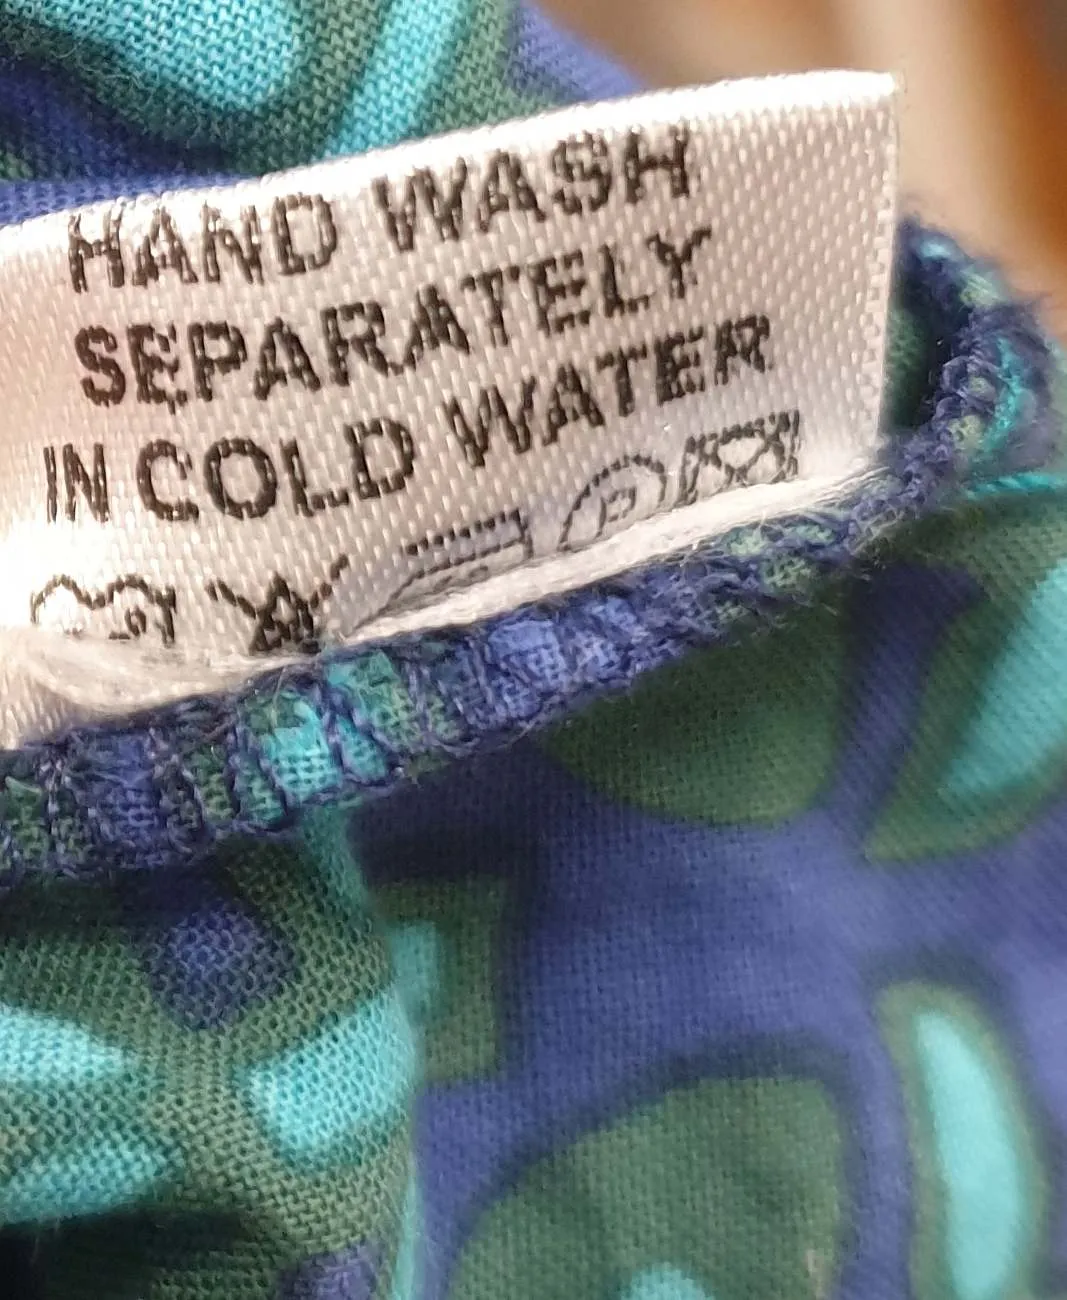 HAND WASH
SEPARATELY
IN COLD WATER
P